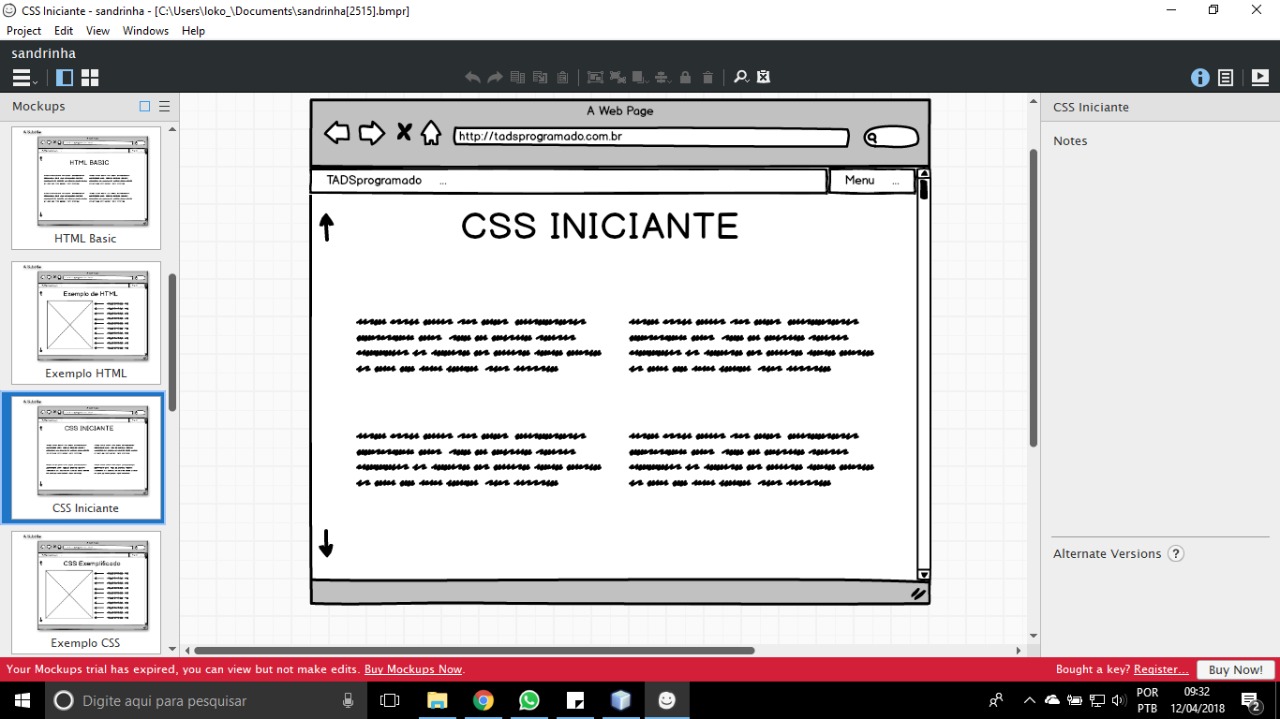 CSS Iniciante - sandrinha - [C:\Users\loko_\Documents\sandrinha[2515].bmpr]
Project Edit View Windows Help
sandrinha
Mockups
HTML BASIC
HTML Basic
Exemplo de HTML
Exemplo HTML
CSS INICIANTE
CSS Iniciante
CSS Exemplificado
Exemplo CSS
A Web Page
http://tadsprogramado.com.br
TADSprogramado ...
Menu ...
CSS INICIANTE
CSS Iniciante
Notes
Alternate Versions ?
Your Mockups trial has expired, you can view but not make edits. Buy Mockups Now.
Bought a key? Register... Buy Now!
Digite aqui para pesquisar
POR
PTB
09:32
12/04/2018
2